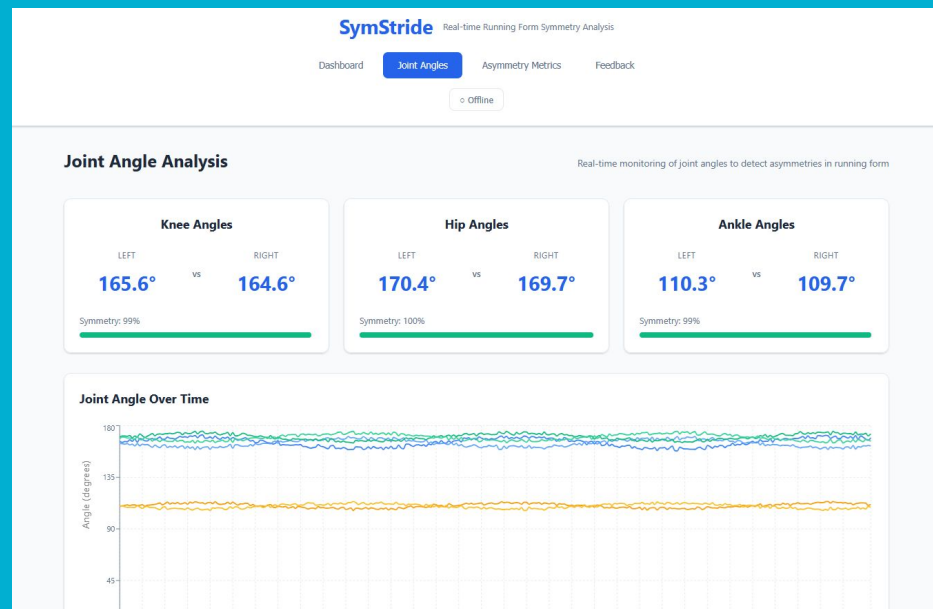 SymStride Real-time Running Form Symmetry Analysis
Dashboard Joint Angles Asymmetry Metrics Feedback
○ Offline
Joint Angle Analysis
Real-time monitoring of joint angles to detect asymmetries in running form
Knee Angles
LEFT
165.6°
vs
RIGHT
164.6°
Symmetry: 99%
Hip Angles
LEFT
170.4°
vs
RIGHT
169.7°
Symmetry: 100%
Ankle Angles
LEFT
110.3°
vs
RIGHT
109.7°
Symmetry: 99%
Joint Angle Over Time
Angle (degrees)
180
135
90
45